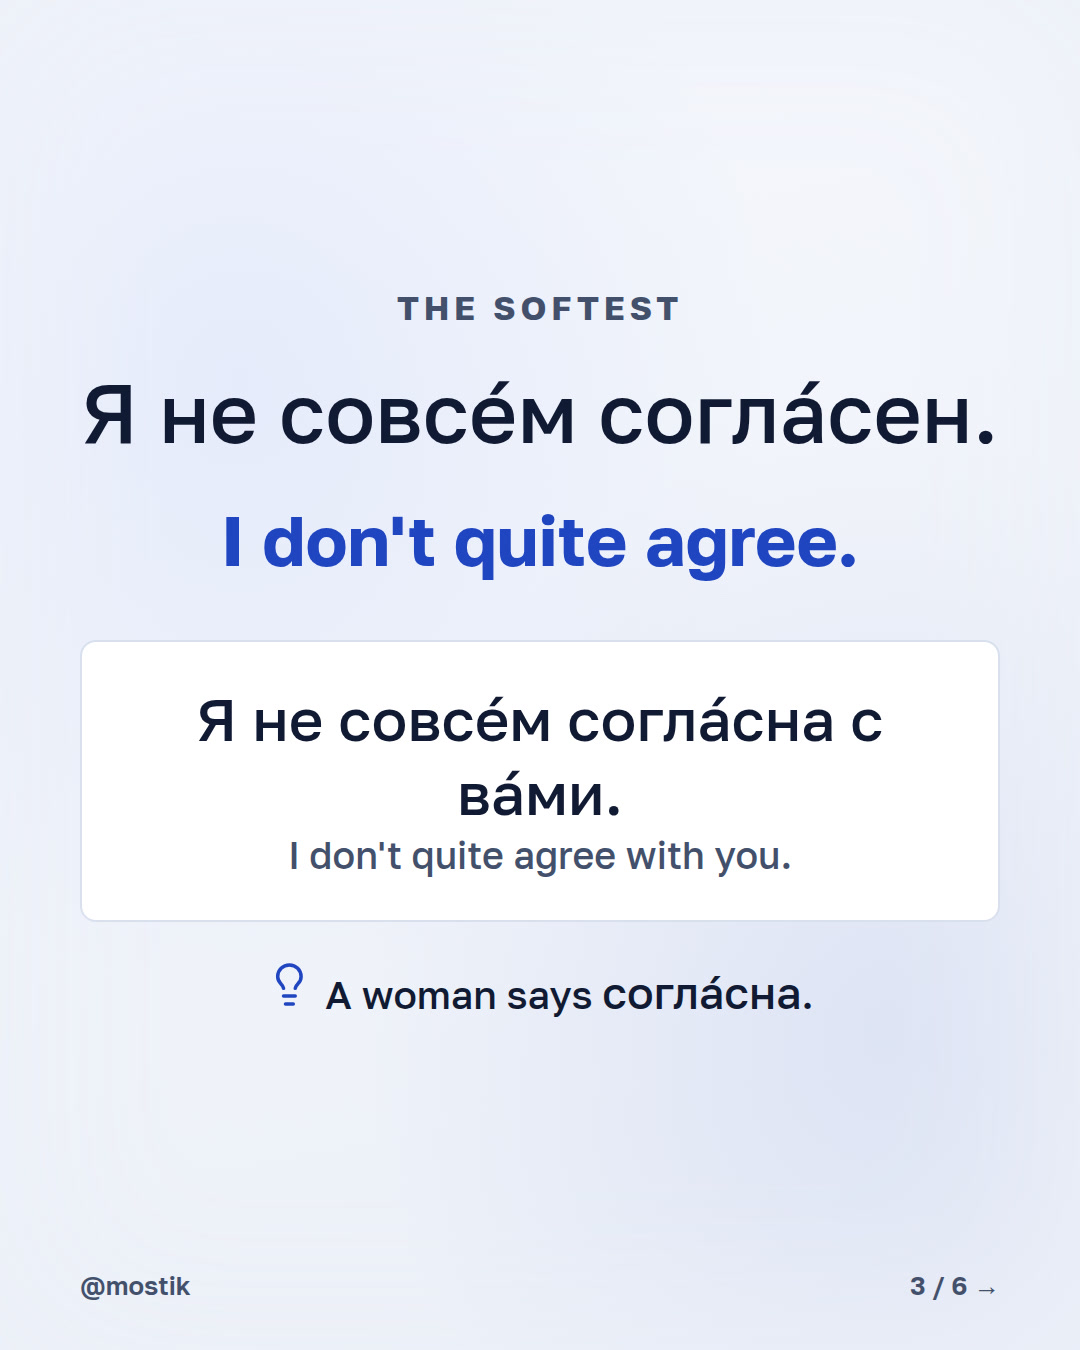 THE SOFTEST
Я не совсе́м согла́сен.
I don't quite agree.
Я не совсе́м согла́сна с
ва́ми.
I don't quite agree with you.
A woman says согла́сна.
@mostik
3 / 6 →